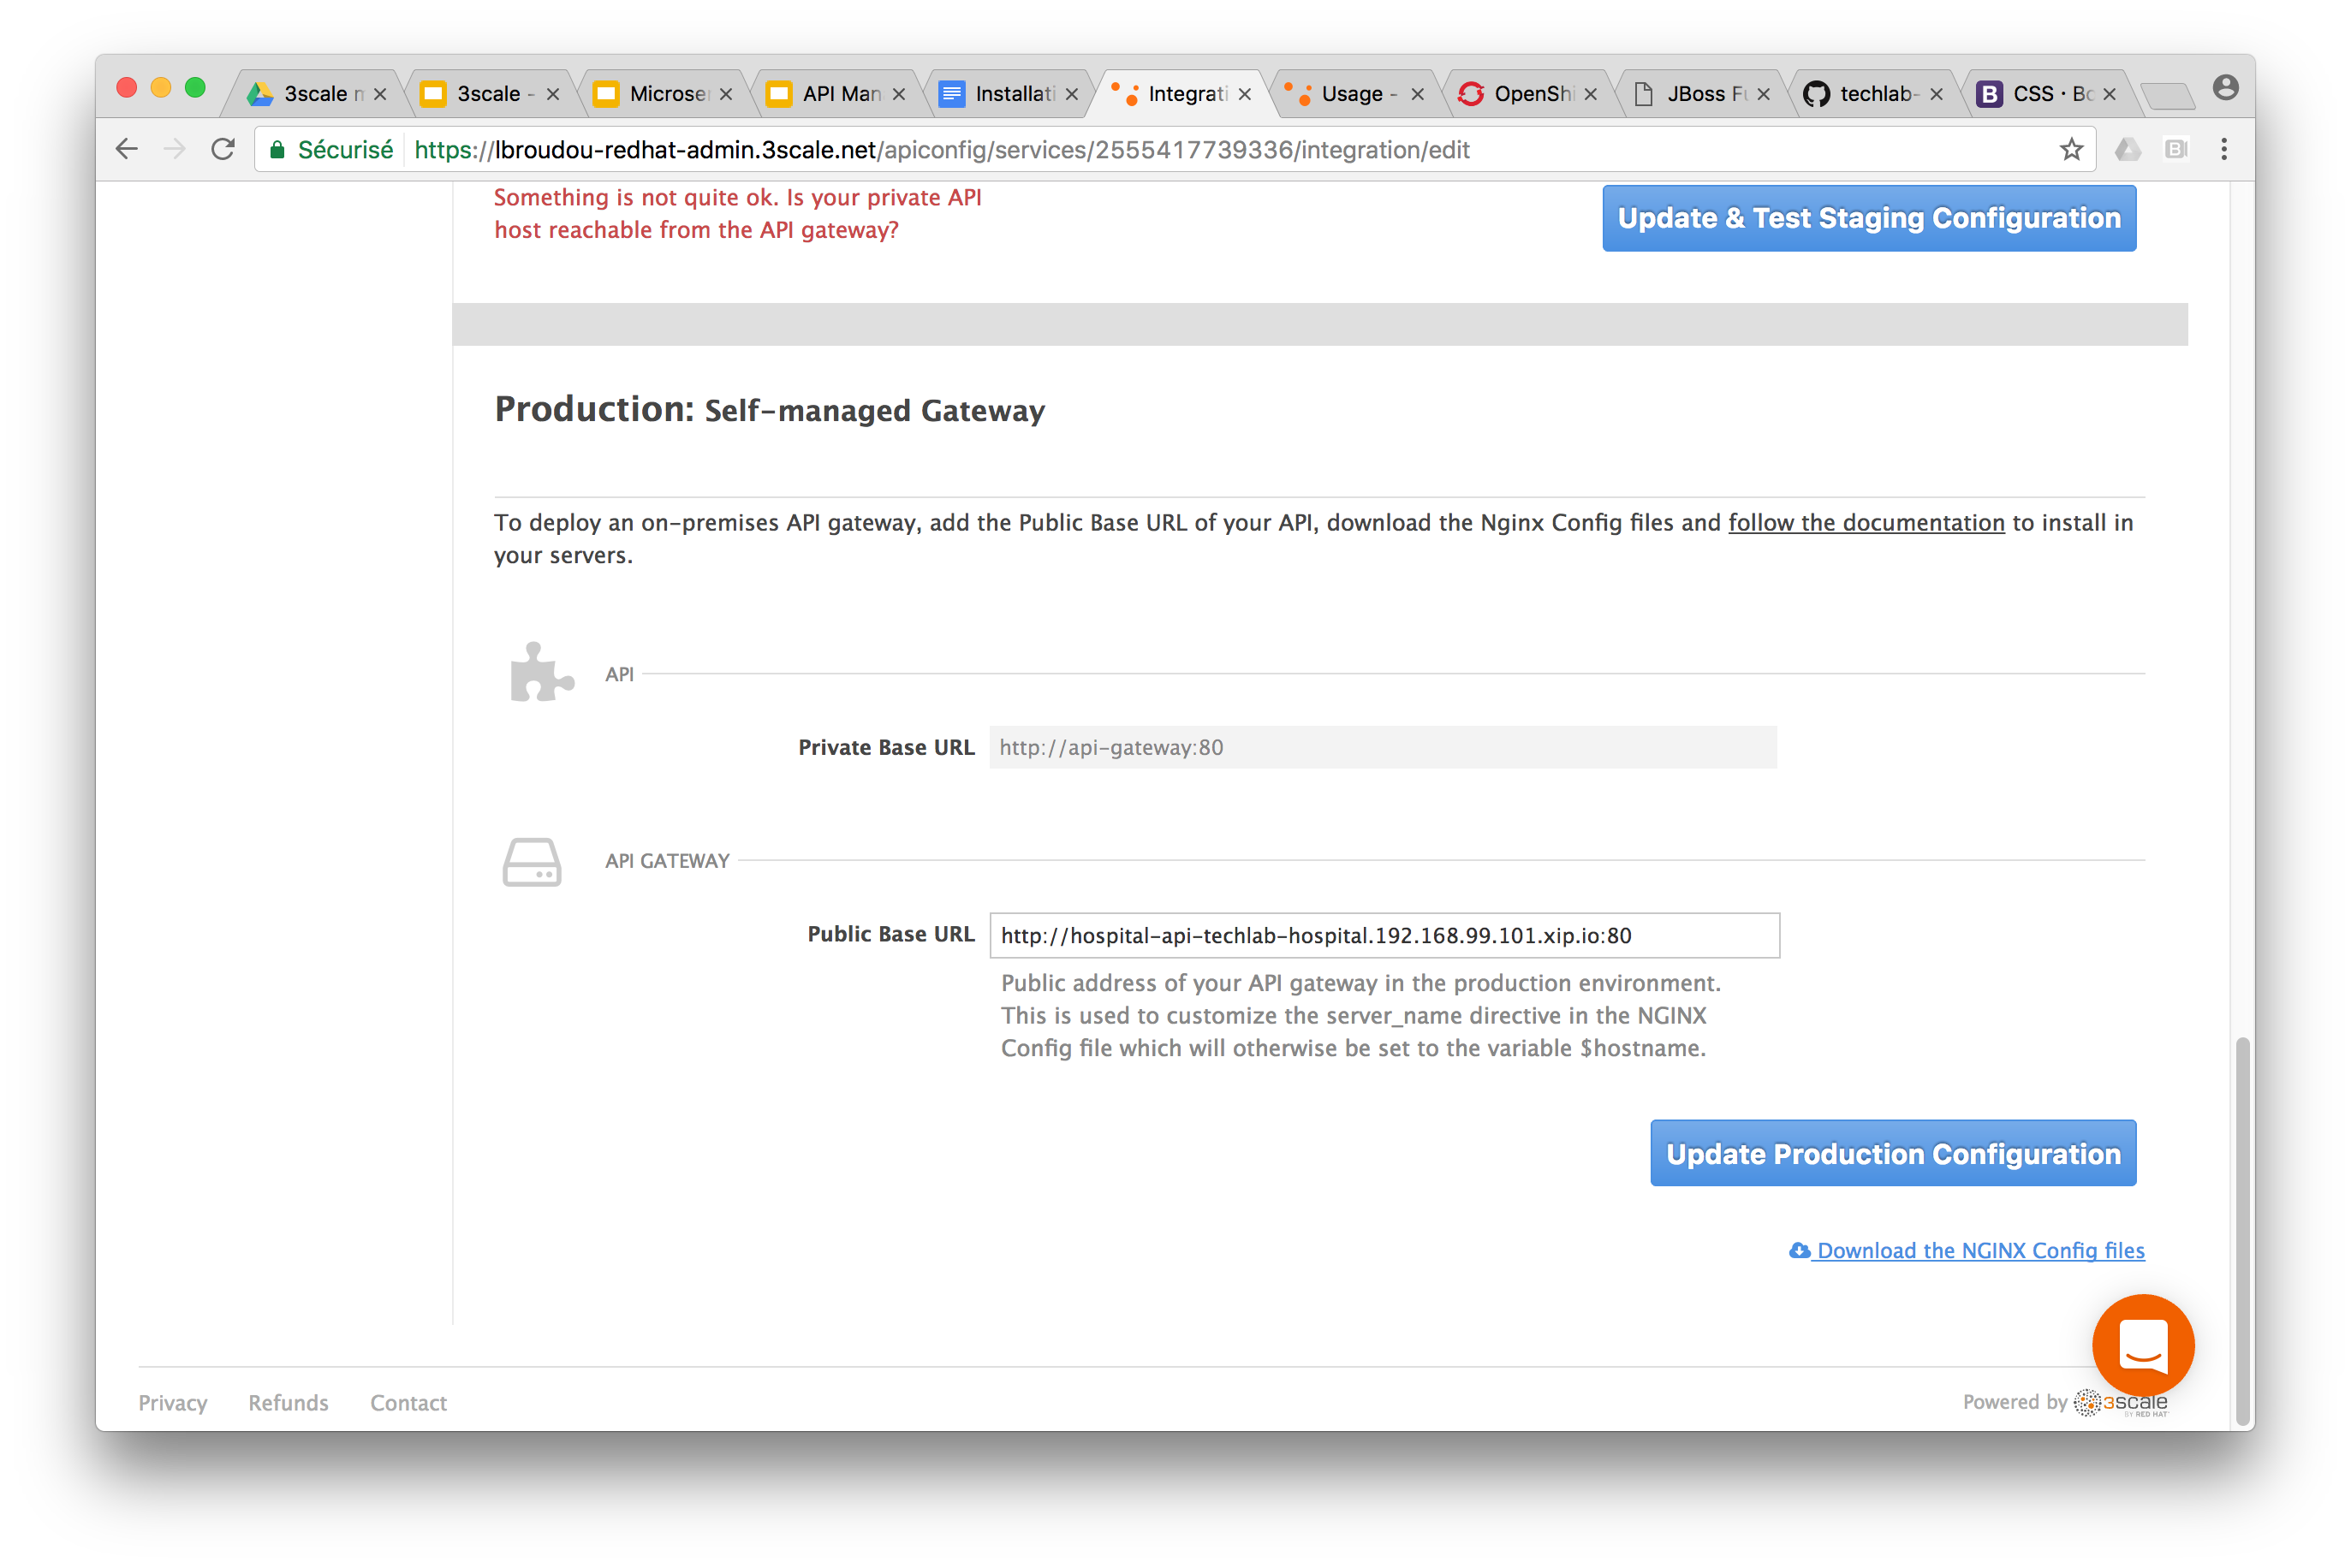 3scale m
3scale -
Microser
API Man
Installati
Integrati
Usage -
OpenShi
JBoss Fu
techlab-
CSS · Bo
Sécurisé
https://lbroudou-redhat-admin.3scale.net/apiconfig/services/2555417739336/integration/edit
Something is not quite ok. Is your private API
host reachable from the API gateway?
Update & Test Staging Configuration
Production: Self-managed Gateway
To deploy an on-premises API gateway, add the Public Base URL of your API, download the Nginx Config files and follow the documentation to install in
your servers.
API
Private Base URL
http://api-gateway:80
API GATEWAY
Public Base URL
http://hospital-api-techlab-hospital.192.168.99.101.xip.io:80
Public address of your API gateway in the production environment.
This is used to customize the server_name directive in the NGINX
Config file which will otherwise be set to the variable $hostname.
Update Production Configuration
Download the NGINX Config files
Privacy
Refunds
Contact
Powered by 3scale
BY RED HAT